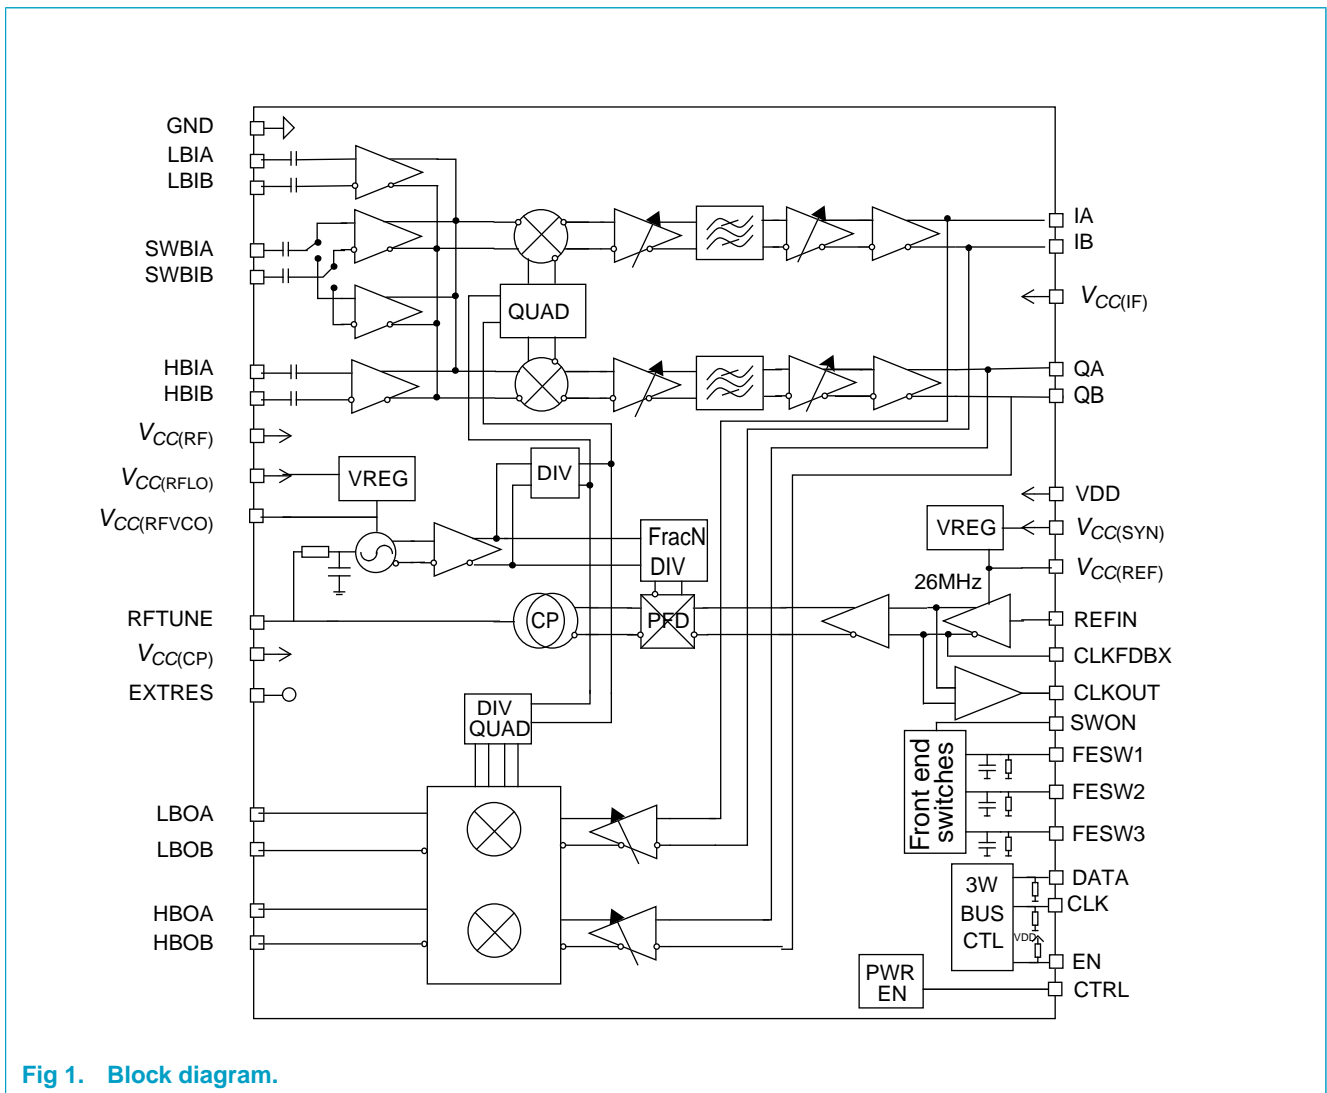 GND
LBIA
LBIB
SWBIA
SWBIB
HBIA
HBIB
VCC(RF)
VCC(RFLO)
VCC(RFVCO)
RFTUNE
VCC(CP)
EXTRES
LBOA
LBOB
HBOA
HBOB
QUAD
VREG
DIV
FracN
DIV
CP
PFD
DIV
QUAD
26MHz
VREG
Front end
switches
3W
BUS
CTL
VDD
PWR
EN
IA
IB
VCC(IF)
QA
QB
VDD
VCC(SYN)
VCC(REF)
REFIN
CLKFDBX
CLKOUT
SWON
FESW1
FESW2
FESW3
DATA
CLK
EN
CTRL
Fig 1. Block diagram.